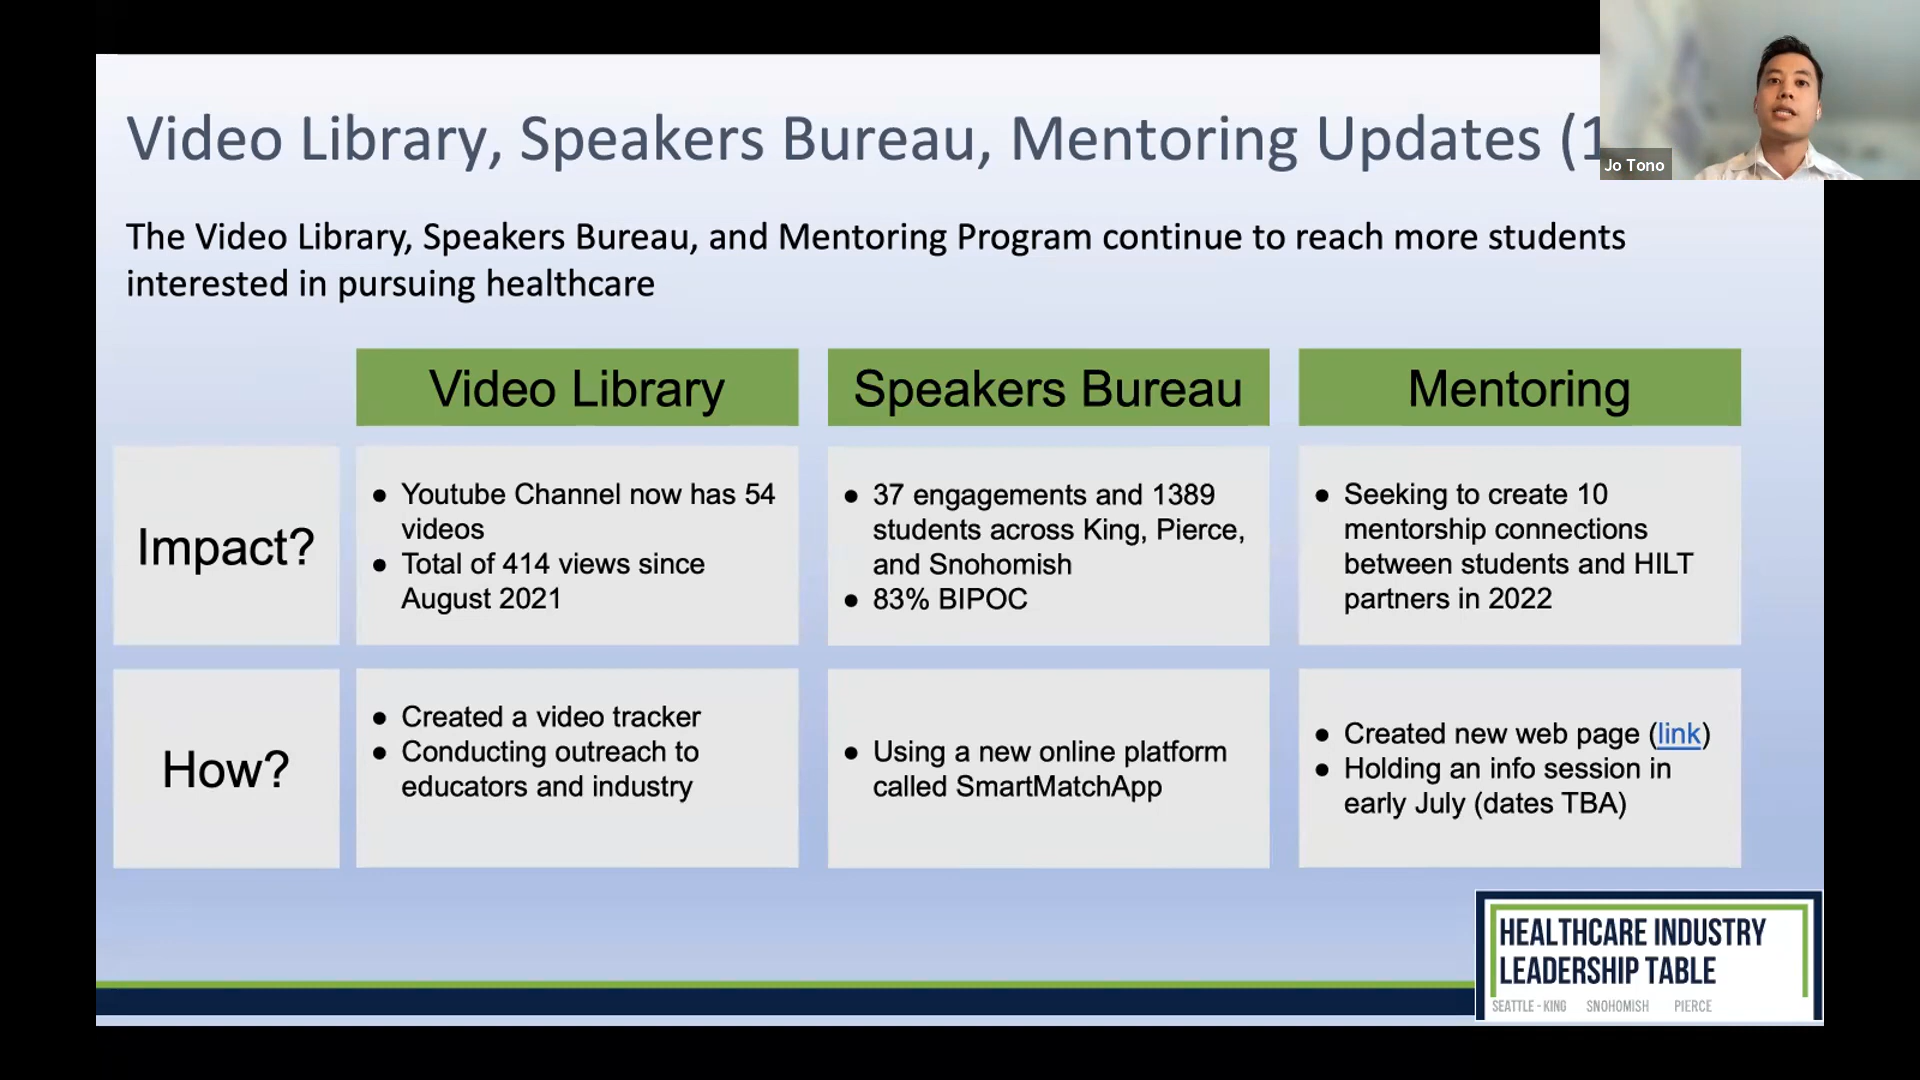 Video Library, Speakers Bureau, Mentoring Updates (1
Jo Tono
The Video Library, Speakers Bureau, and Mentoring Program continue to reach more students
interested in pursuing healthcare
Video Library
Speakers Bureau
Mentoring
Impact?
● Youtube Channel now has 54
videos
● Total of 414 views since
August 2021
● 37 engagements and 1389
students across King, Pierce,
and Snohomish
● 83% BIPOC
● Seeking to create 10
mentorship connections
between students and HILT
partners in 2022
How?
● Created a video tracker
● Conducting outreach to
educators and industry
● Using a new online platform
called SmartMatchApp
● Created new web page (link)
● Holding an info session in
early July (dates TBA)
HEALTHCARE INDUSTRY
LEADERSHIP TABLE
SEATTLE - KING SNOHOMISH PIERCE